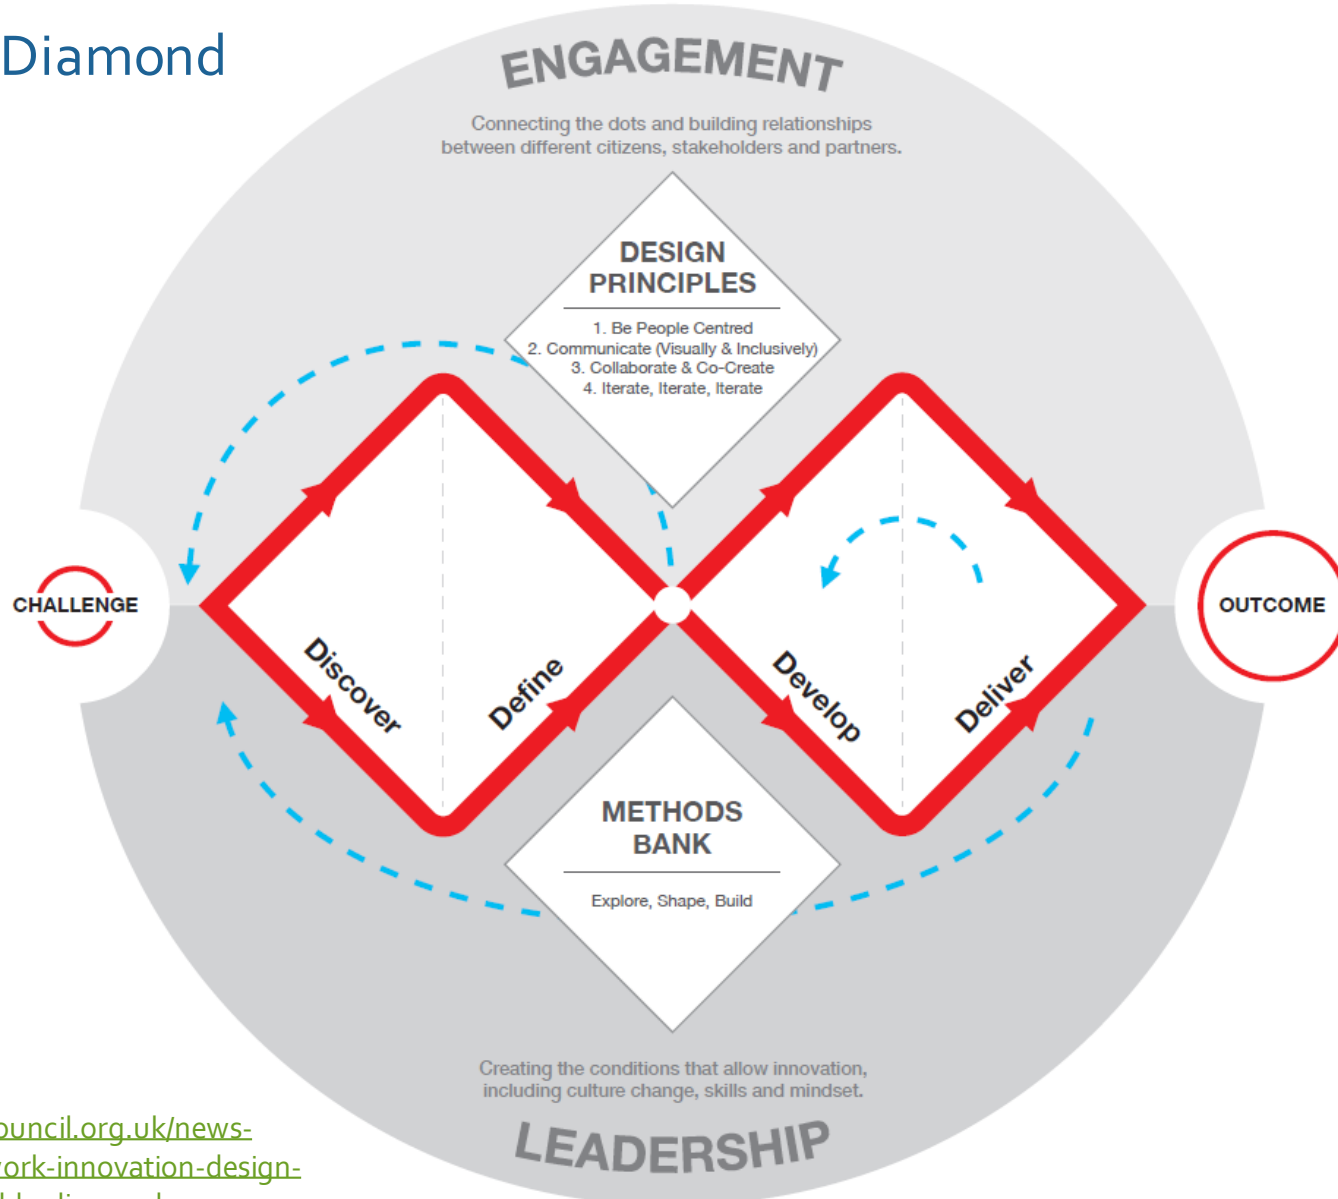 Diamond
ENGAGEMENT
Connecting the dots and building relationships
between different citizens, stakeholders and partners.
DESIGN
PRINCIPLES
1. Be People Centred
2. Communicate (Visually & Inclusively)
3. Collaborate & Co-Create
4. Iterate, Iterate, Iterate
CHALLENGE
OUTCOME
Discover
Define
Develop
Deliver
METHODS
BANK
Explore, Shape, Build
Creating the conditions that allow innovation,
including culture change, skills and mindset.
LEADERSHIP
ouncil.org.uk/news-
ork-innovation-design-